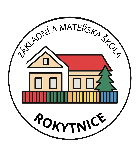 ZÁKLADNÍ A MATEŘSKÁ ŠKOLA
ROKYTNICE